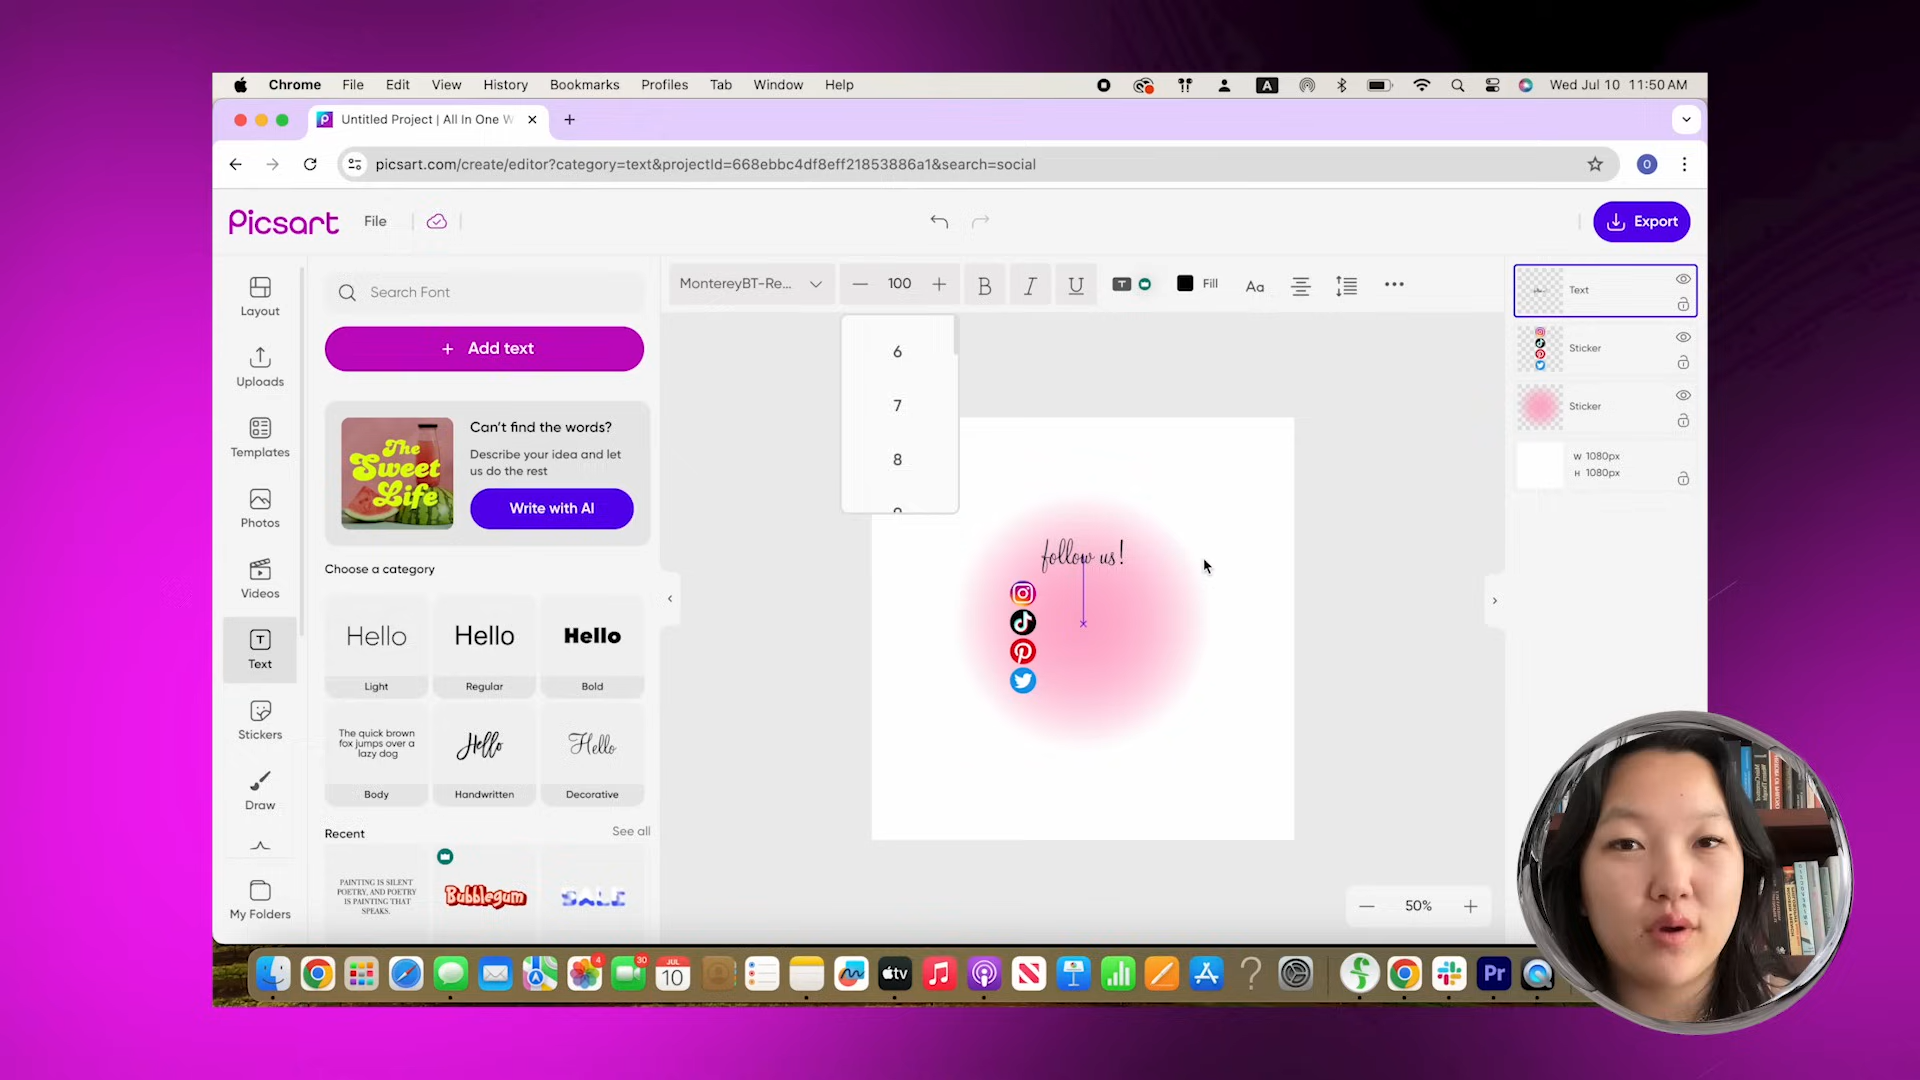 Chrome File Edit View History Bookmarks Profiles Tab Window Help A Wed Jul 10 11:50 AM
Untitled Project | All In One W
picsart.com/create/editor?category=text&projectId=668ebbc4df8eff21853886a1&search=social
O
Picsart File Export
Layout
Uploads
Templates
Photos
Videos
Text
Stickers
Draw
My Folders
Search Font
+ Add text
The Sweet Life
Can't find the words?
Describe your idea and let
us do the rest
Write with AI
Choose a category
Hello Hello Hello
Light Regular Bold
The quick brown
fox jumps over a
lazy dog
Hello Hello
Body Handwritten Decorative
Recent See all
PAINTING IS SILENT
POETRY, AND POETRY
IS PAINTING THAT
SPEAKS.
Bubblegum
SALE
MontereyBT-Re... 100 B I U T Fill Aa
6
7
8
follow us!
50%
Text
Sticker
Sticker
W 1080px
H 1080px
4
30
JUL
10
tv
N
Pr